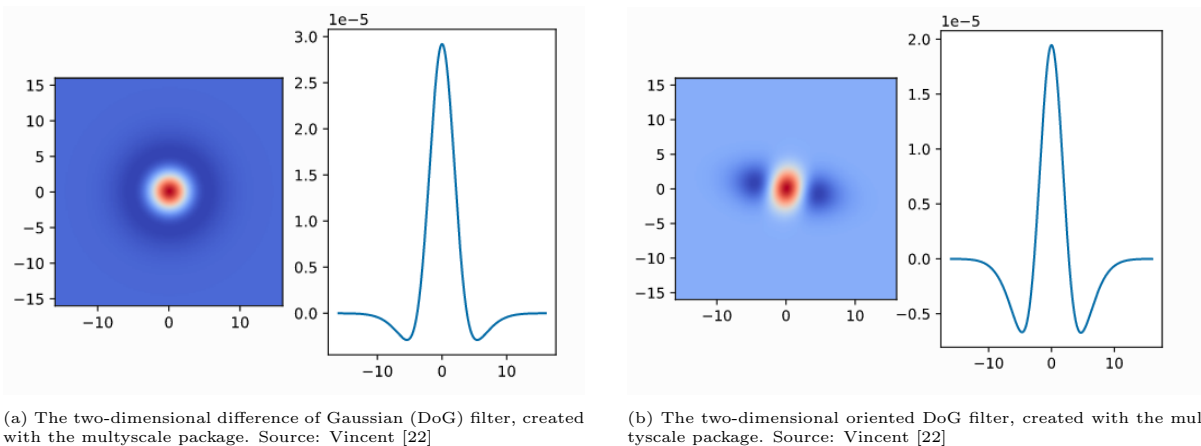 1e−5
3.0
2.5
2.0
1.5
1.0
0.5
0.0
−10 0 10
15
10
5
0
−5
−10
−15
−10 0 10
1e−5
2.0
1.5
1.0
0.5
0.0
−0.5
−10 0 10
15
10
5
0
−5
−10
−15
−10 0 10
(a) The two-dimensional difference of Gaussian (DoG) filter, created
with the multyscale package. Source: Vincent [22]
(b) The two-dimensional oriented DoG filter, created with the mul
tyscale package. Source: Vincent [22]